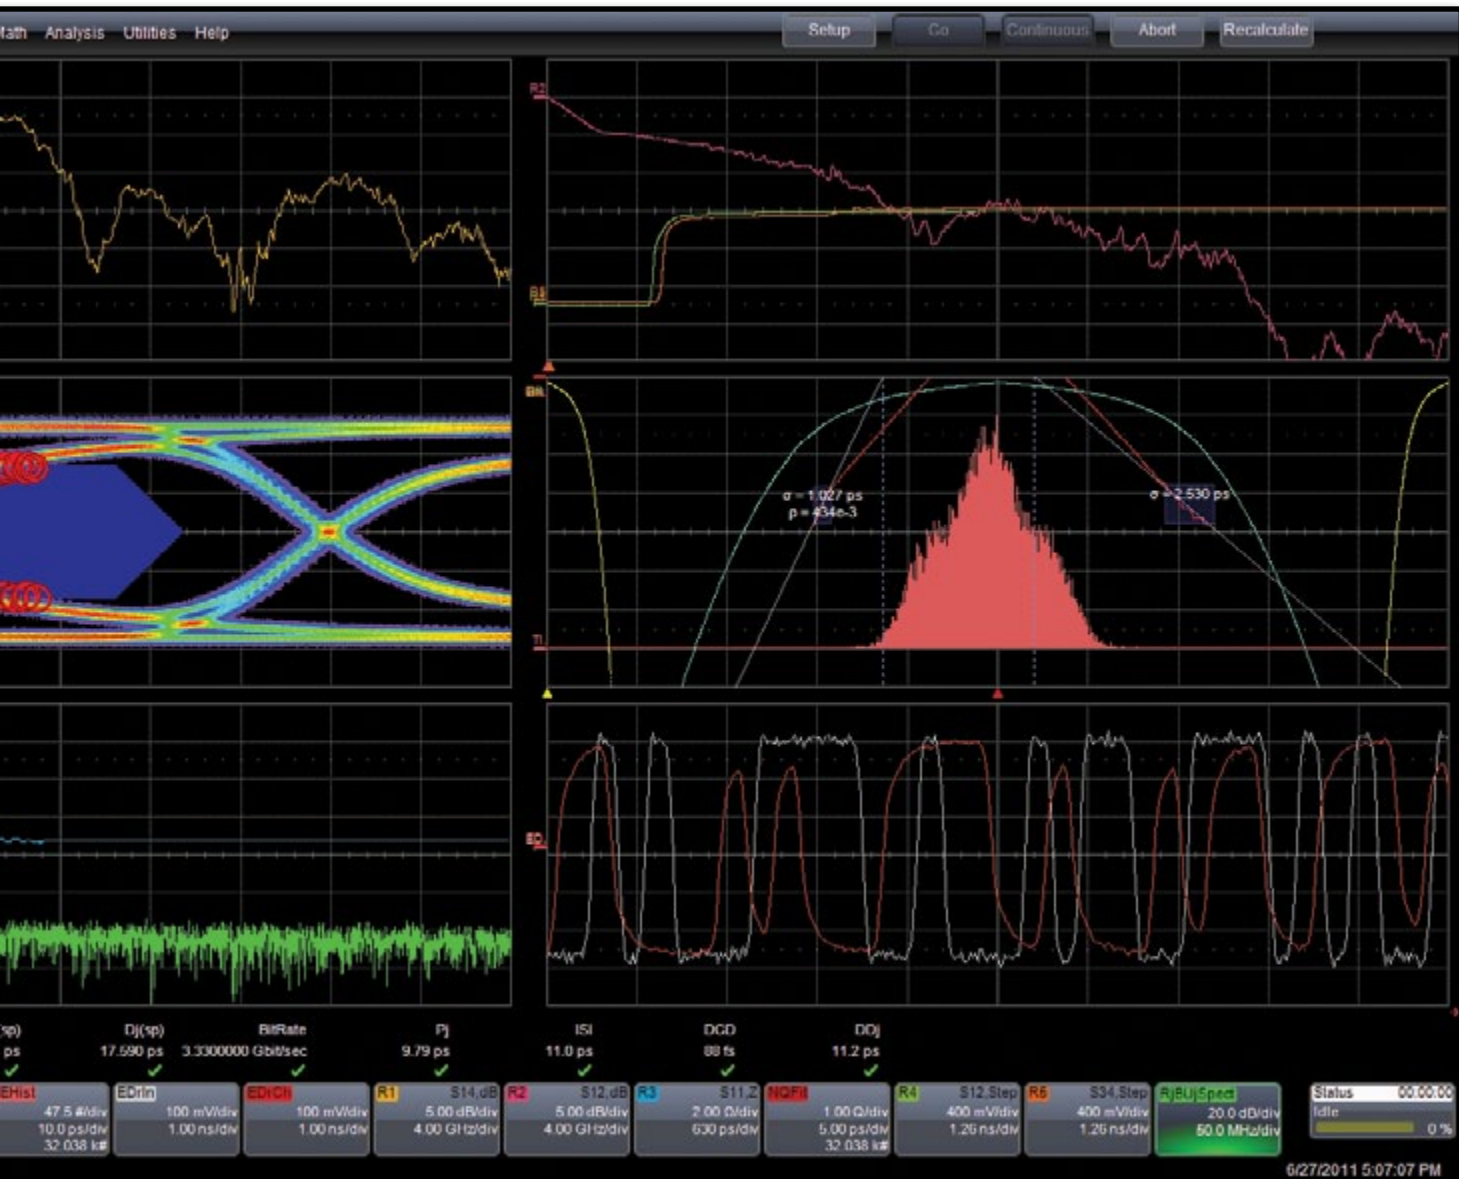 Math Analysis Utilities Help Setup Go Continuous Abort Recalculate
R2
σ = 1.027 ps
ρ = 434e-3
σ = 2.530 ps
TI
EQ
(sp) Dj(sp) BitRate Pj ISI DCD DDj
ps 17.590 ps 3.3300000 Gbit/sec 9.79 ps 11.0 ps 88 fs 11.2 ps
EHist EDrIn EDrCh R1 S14,dB R2 S12,dB R3 S11,Z NQFit R4 S12,Step R6 S34,Step RjBUjSpect Status 00:00:00
47.5 #/div 100 mV/div 100 mV/div 5.00 dB/div 5.00 dB/div 2.00 Ω/div 1.00 Q/div 400 mV/div 400 mV/div 20.0 dB/div Idle
10.0 ps/div 1.00 ns/div 1.00 ns/div 4.00 GHz/div 4.00 GHz/div 630 ps/div 5.00 ps/div 1.26 ns/div 1.26 ns/div 50.0 MHz/div 0 %
32.038 k# 32.038 k#
6/27/2011 5:07:07 PM